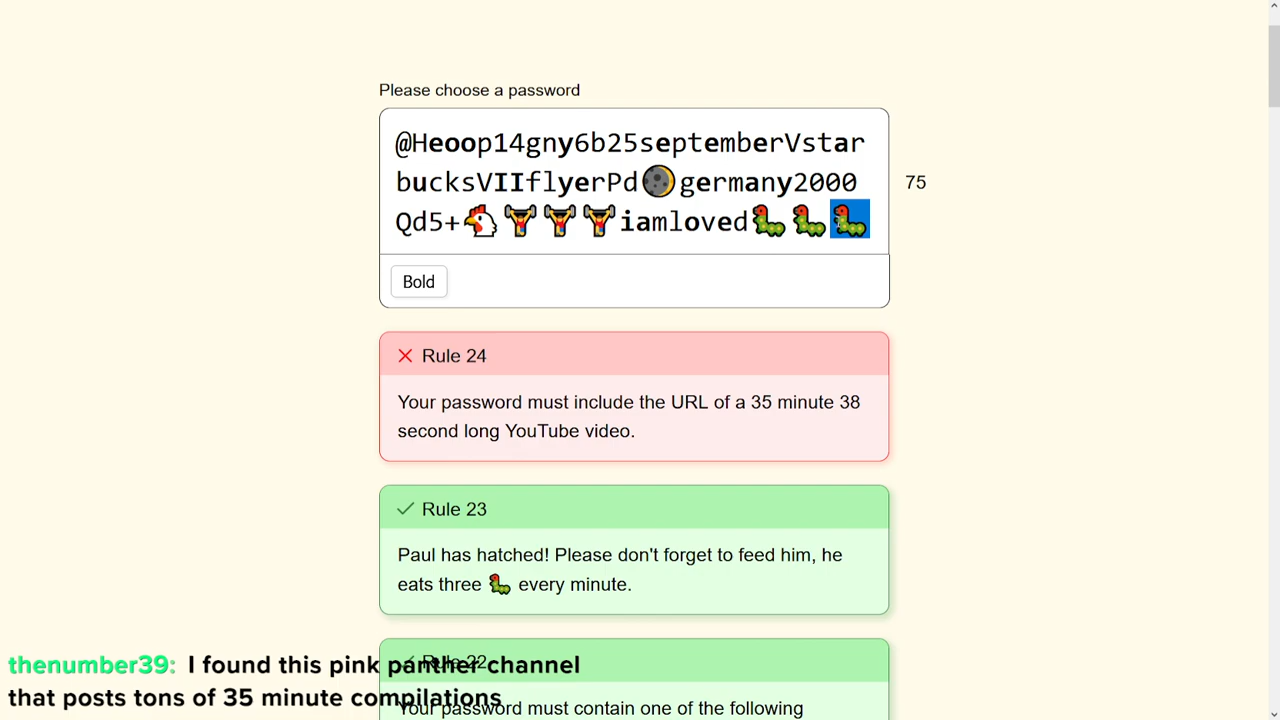 Please choose a password
@Heoop14gny6b25septemberVstar
bucksVIIflyerPd🌒germany2000
Qd5+🐔🏋️🏋️🏋️iamloved🐛🐛🐛
75
Bold
Rule 24
Your password must include the URL of a 35 minute 38
second long YouTube video.
Rule 23
Paul has hatched! Please don't forget to feed him, he
eats three 🐛 every minute.
Rule 22
Your password must contain one of the following
thenumber39: I found this pink panther channel
that posts tons of 35 minute compilations